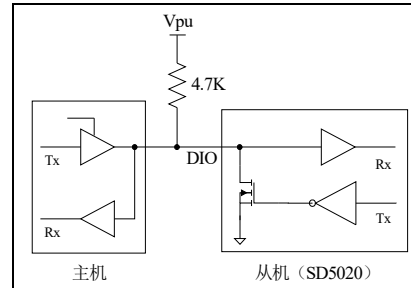 Vpu
4.7K
Tx
DIO
Rx
Rx
Tx
主机
从机（SD5020）